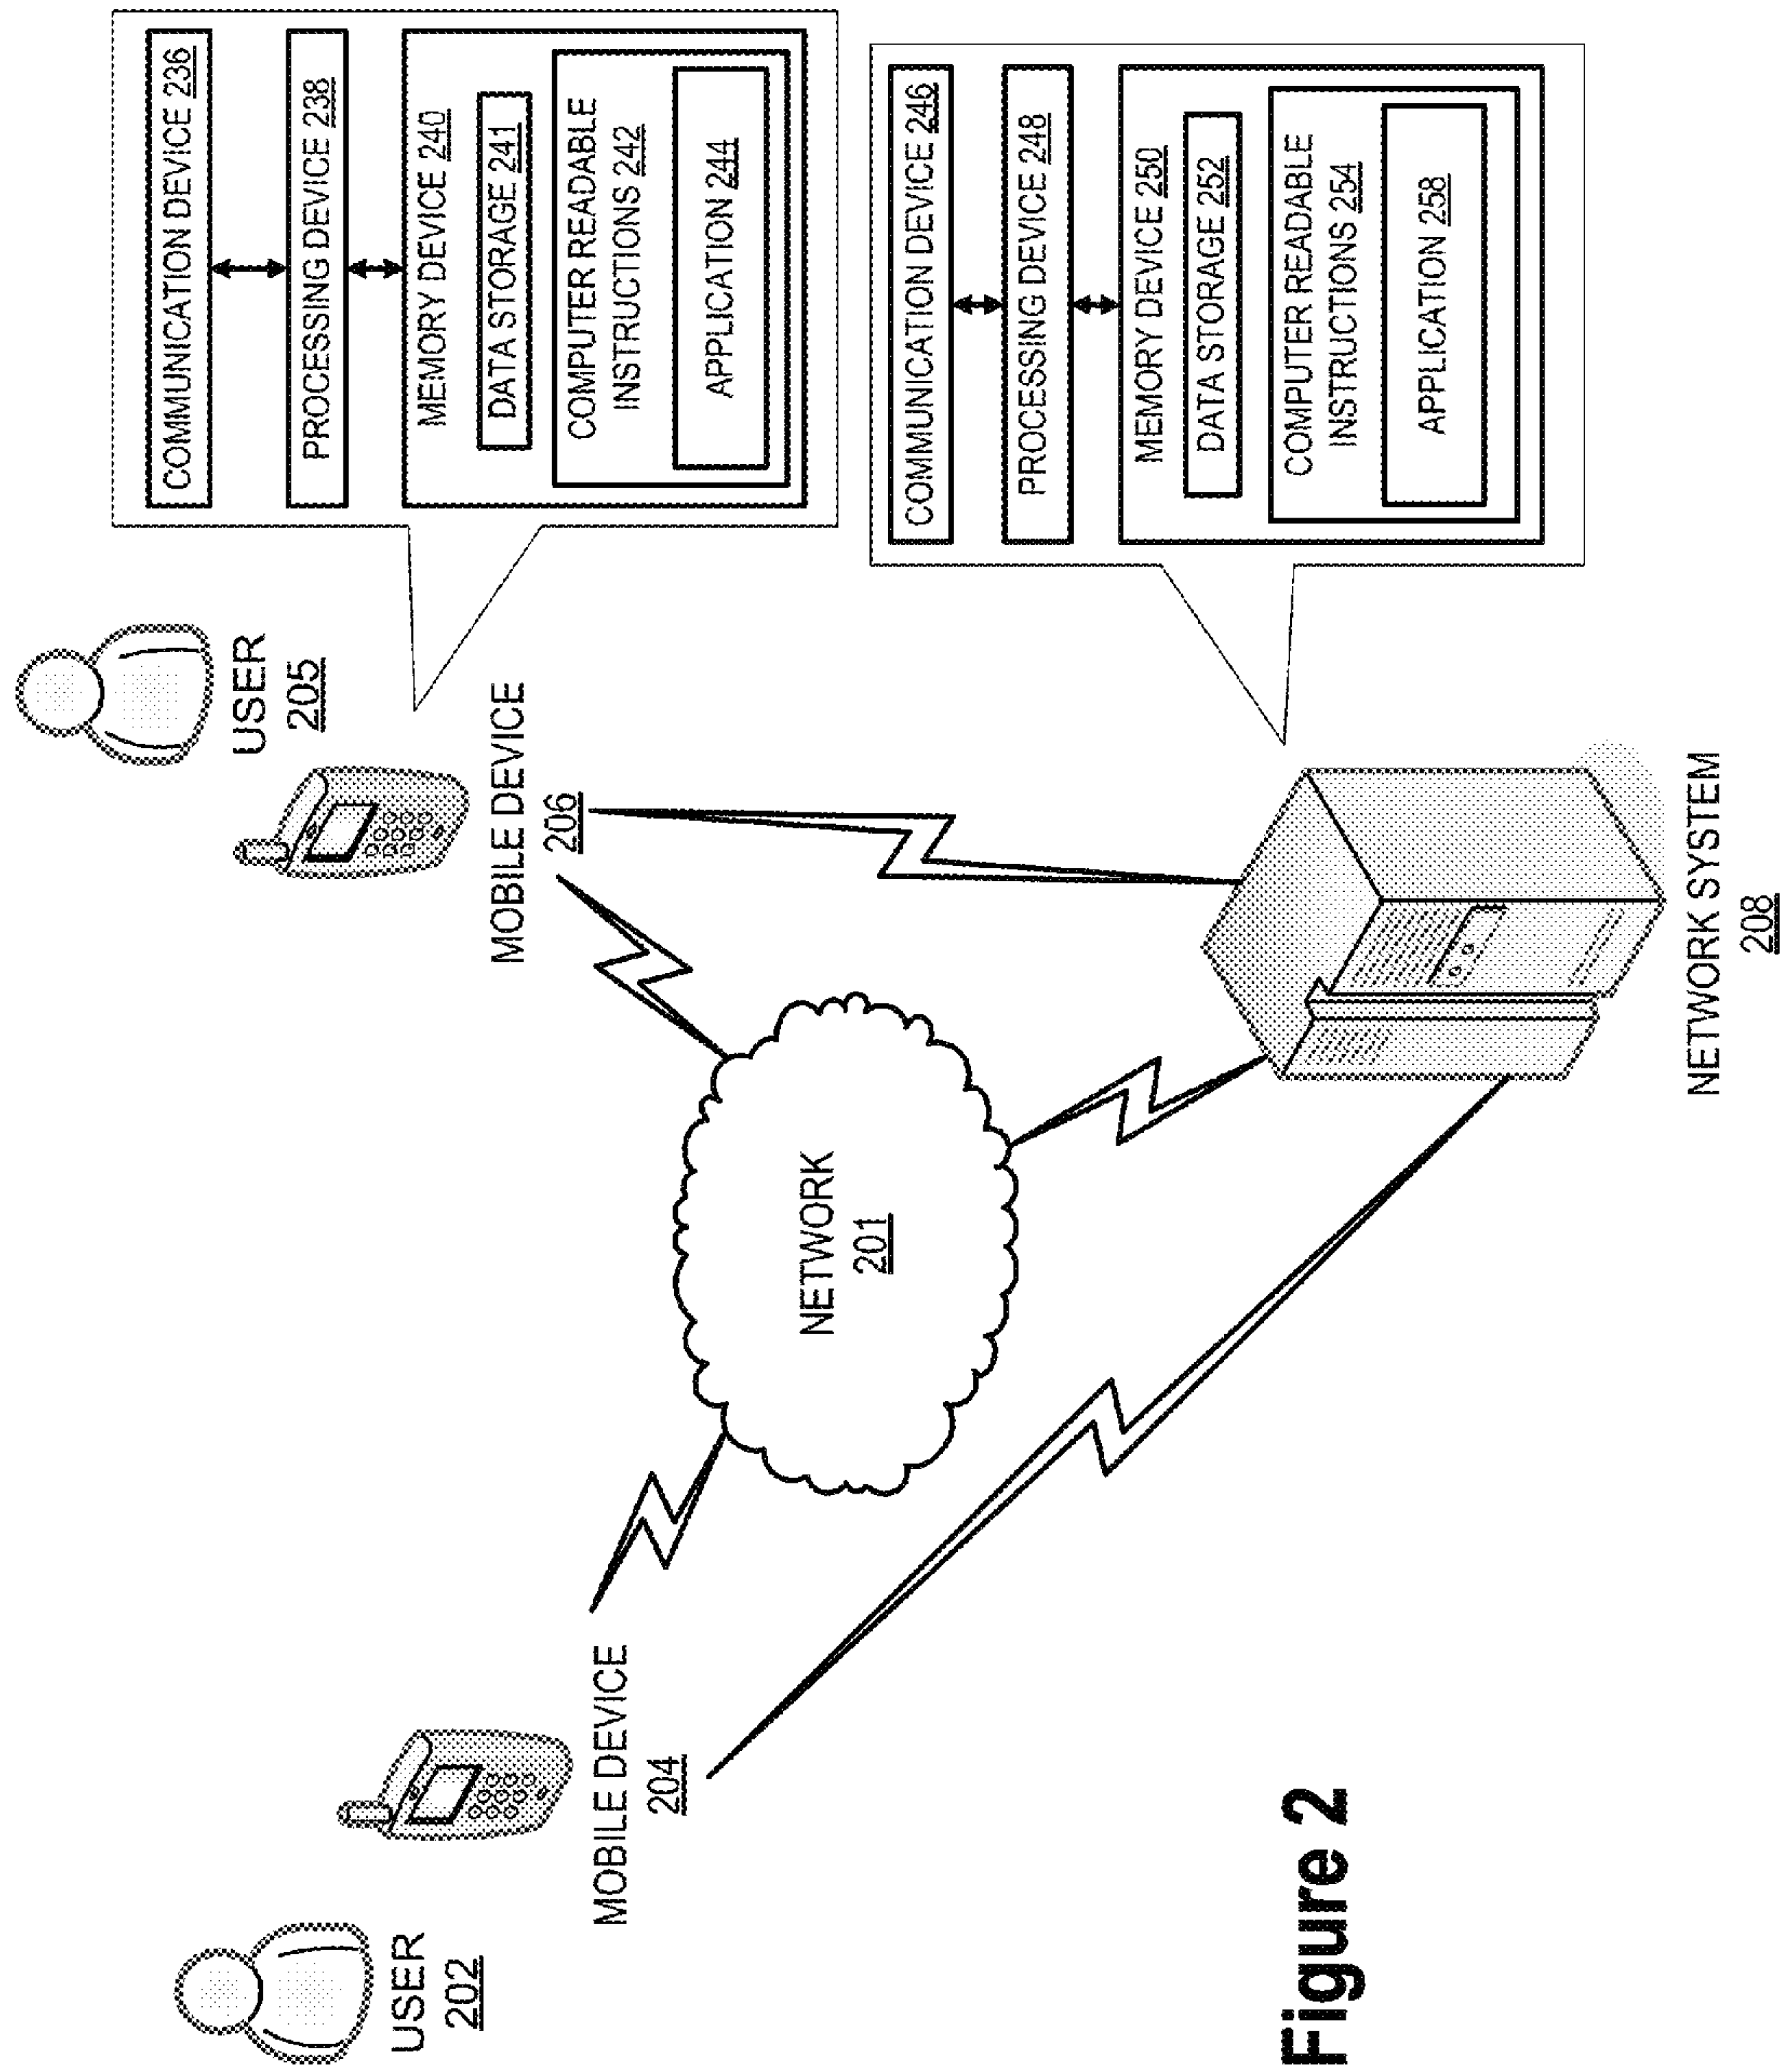 USER
202
MOBILE DEVICE
204
USER
205
MOBILE DEVICE
206
NETWORK
201
NETWORK SYSTEM
208
COMMUNICATION DEVICE 236
PROCESSING DEVICE 238
MEMORY DEVICE 240
DATA STORAGE 241
COMPUTER READABLE
INSTRUCTIONS 242
APPLICATION 244
COMMUNICATION DEVICE 246
PROCESSING DEVICE 248
MEMORY DEVICE 250
DATA STORAGE 252
COMPUTER READABLE
INSTRUCTIONS 254
APPLICATION 258
Figure 2